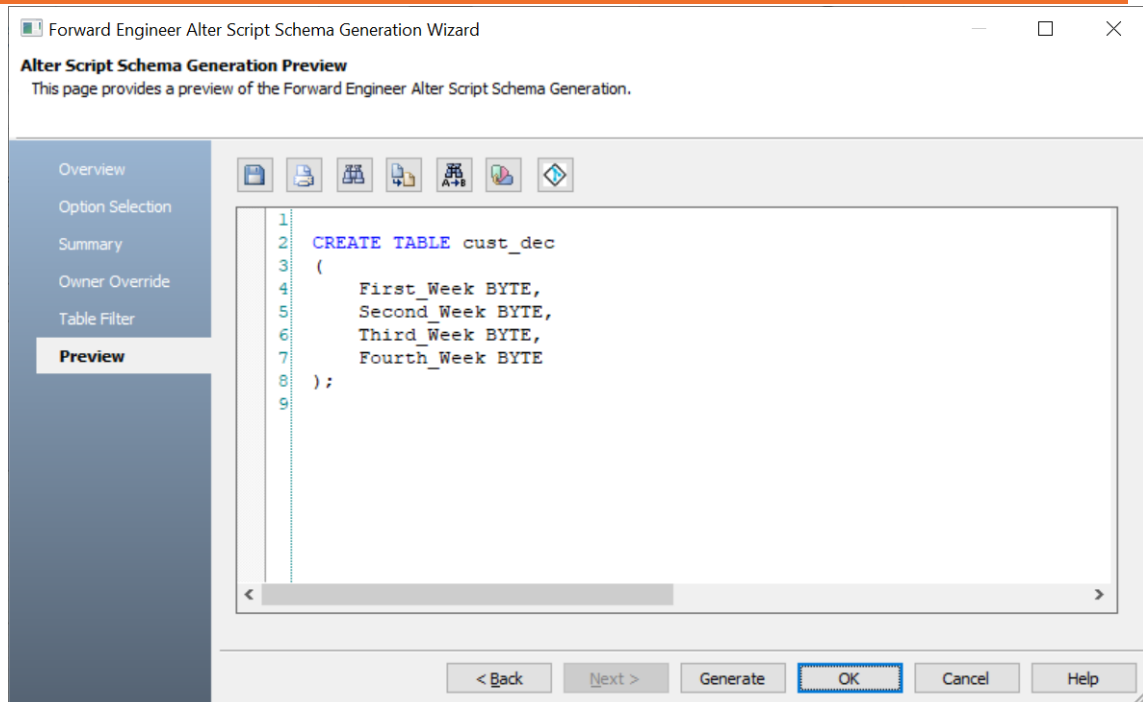 Forward Engineer Alter Script Schema Generation Wizard
Alter Script Schema Generation Preview
This page provides a preview of the Forward Engineer Alter Script Schema Generation.
Overview
Option Selection
Summary
Owner Override
Table Filter
Preview
A→B
1
2 CREATE TABLE cust_dec
3 (
4 First_Week BYTE,
5 Second_Week BYTE,
6 Third_Week BYTE,
7 Fourth_Week BYTE
8 );
9
< Back Next > Generate OK Cancel Help